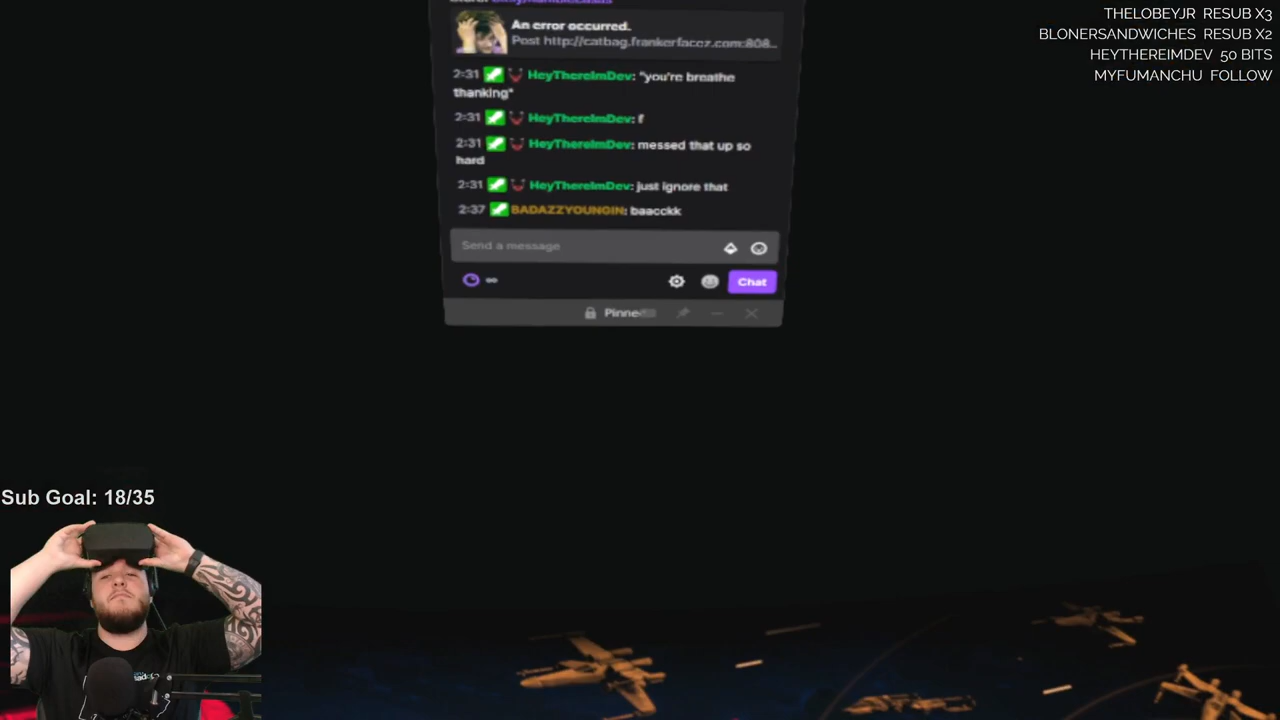 THELOBEYJR RESUB X3
BLONERSANDWICHES RESUB X2
HEYTHEREIMDEV 50 BITS
MYFUMANCHU FOLLOW
An error occurred.
Post http://catbag.frankerfacez.com:808...
2:31 HeyThereImDev: "you're breathe
thanking"
2:31 HeyThereImDev: f
2:31 HeyThereImDev: messed that up so
hard
2:31 HeyThereImDev: just ignore that
2:37 BADAZZYOUNGIN: baacckk
Send a message
Chat
Pinned
Sub Goal: 18/35